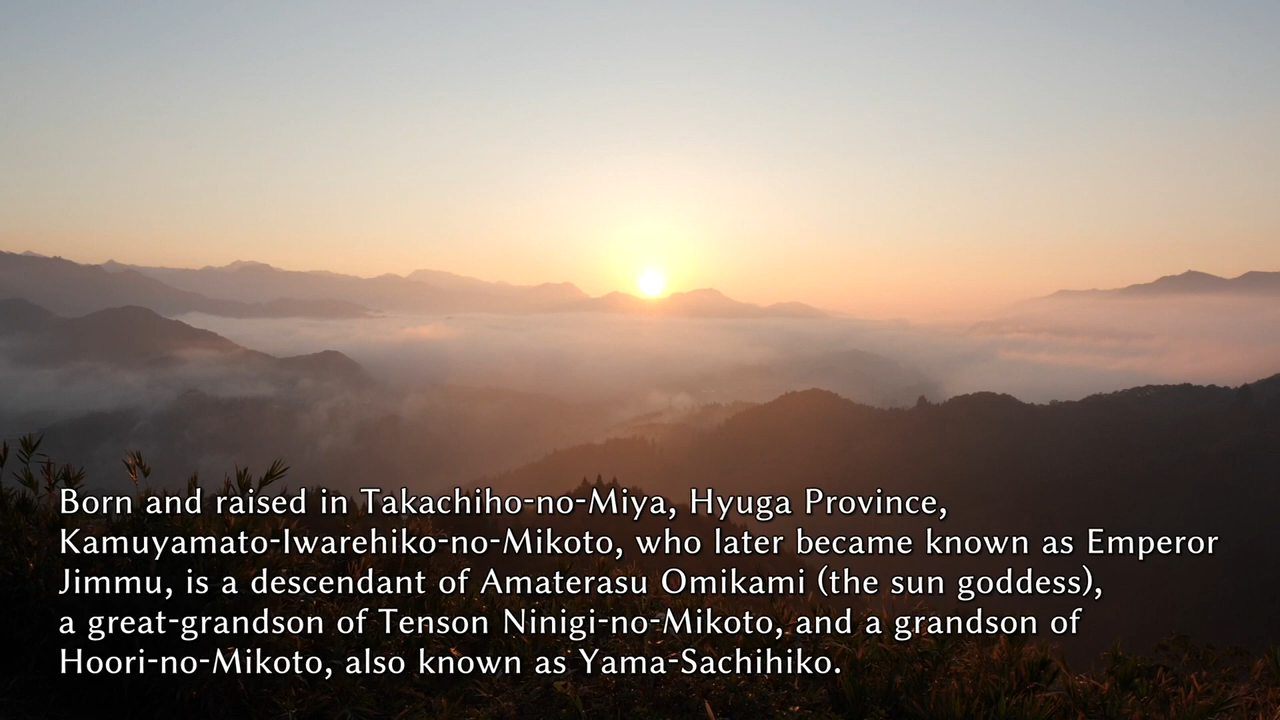 Born and raised in Takachiho-no-Miya, Hyuga Province,
Kamuyamato-Iwarehiko-no-Mikoto, who later became known as Emperor
Jimmu, is a descendant of Amaterasu Omikami (the sun goddess),
a great-grandson of Tenson Ninigi-no-Mikoto, and a grandson of
Hoori-no-Mikoto, also known as Yama-Sachihiko.